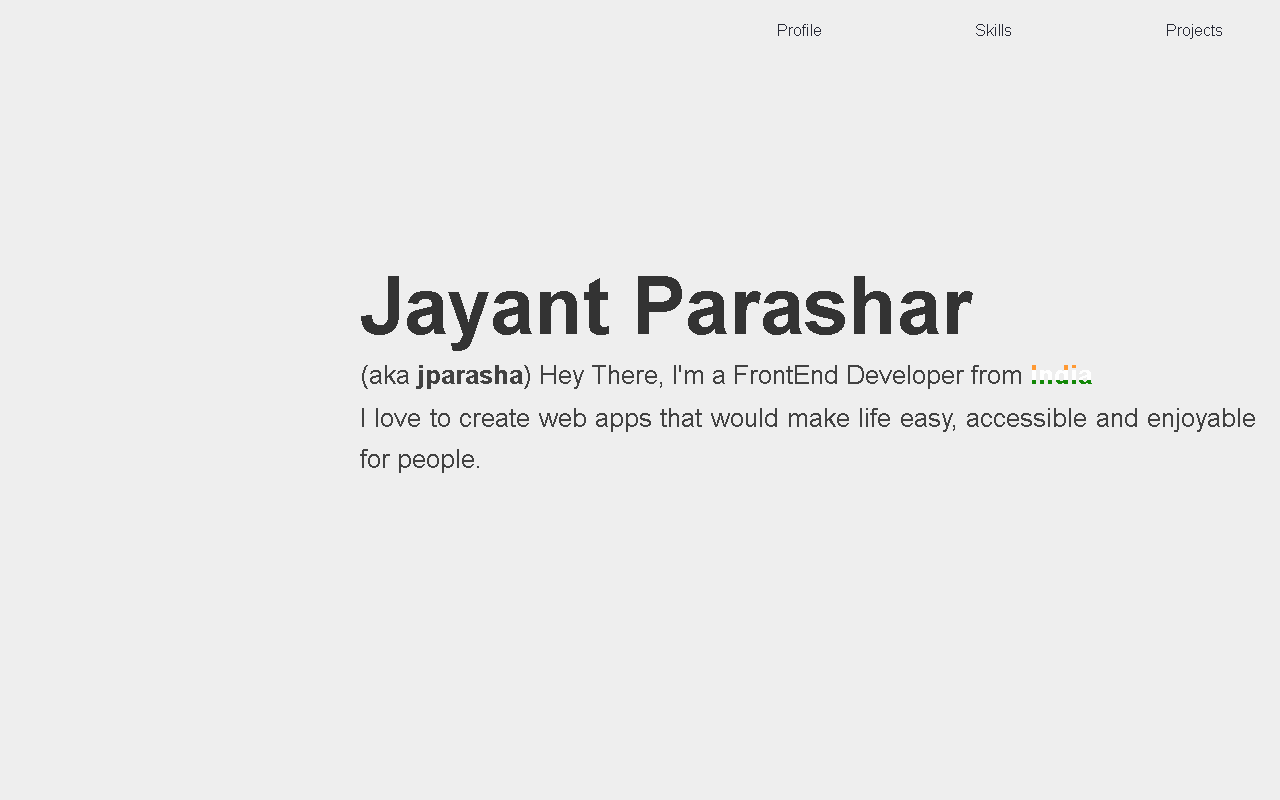 Profile Skills Projects
Jayant Parashar
(aka jparasha) Hey There, I'm a FrontEnd Developer from india
I love to create web apps that would make life easy, accessible and enjoyable
for people.